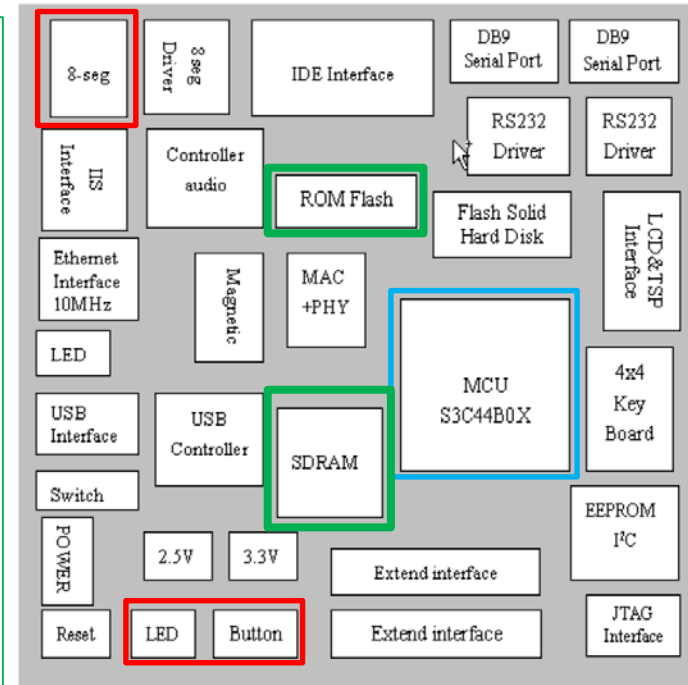 8-seg
8 seg
Driver
IDE Interface
DB9
Serial Port
DB9
Serial Port
RS232
Driver
RS232
Driver
IIS
Interface
Controller
audio
ROM Flash
Flash Solid
Hard Disk
LCD&TSP
Interface
Ethernet
Interface
10MHz
Magnetic
MAC
+PHY
LED
MCU
S3C44B0X
4x4
Key
Board
USB
Interface
USB
Controller
SDRAM
Switch
EEPROM
I²C
POWER
2.5V
3.3V
Extend interface
Reset
LED
Button
Extend interface
JTAG
Interface